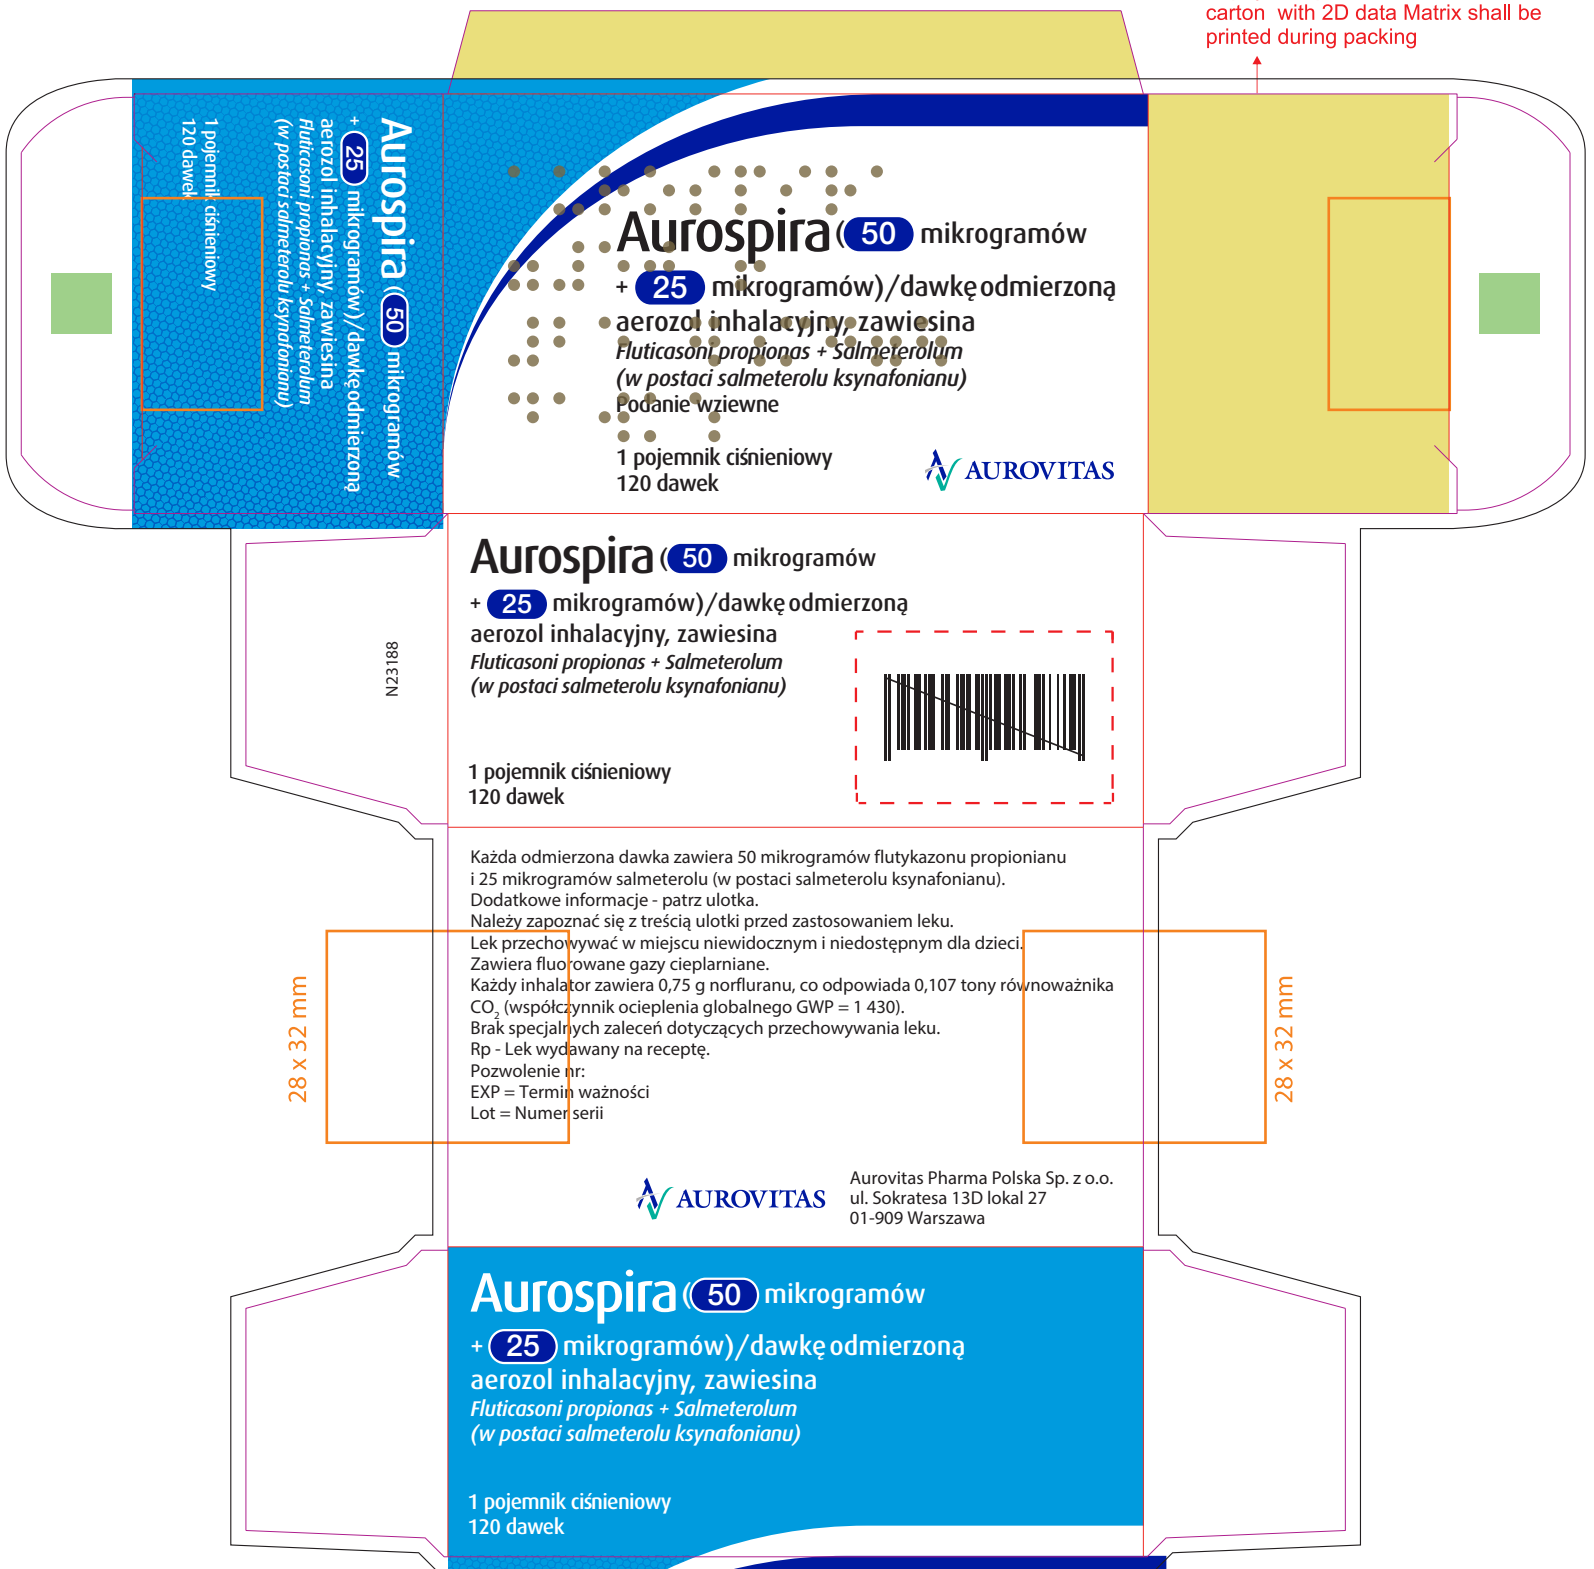 carton with 2D data Matrix shall be
printed during packing
Aurospira (50 mikrogramów
+ 25 mikrogramów)/dawkę odmierzoną
aerozol inhalacyjny, zawiesina
Fluticasoni propionas + Salmeterolum
(w postaci salmeterolu ksynafonianu)
1 pojemnik ciśnieniowy
120 dawek
Aurospira (50 mikrogramów
+ 25 mikrogramów)/dawkę odmierzoną
aerozol inhalacyjny, zawiesina
Fluticasoni propionas + Salmeterolum
(w postaci salmeterolu ksynafonianu)
Podanie wziewne
1 pojemnik ciśnieniowy
120 dawek
AUROVITAS
Aurospira (50 mikrogramów
+ 25 mikrogramów)/dawkę odmierzoną
aerozol inhalacyjny, zawiesina
Fluticasoni propionas + Salmeterolum
(w postaci salmeterolu ksynafonianu)
1 pojemnik ciśnieniowy
120 dawek
N23188
Każda odmierzona dawka zawiera 50 mikrogramów flutykazonu propionianu
i 25 mikrogramów salmeterolu (w postaci salmeterolu ksynafonianu).
Dodatkowe informacje - patrz ulotka.
Należy zapoznać się z treścią ulotki przed zastosowaniem leku.
Lek przechowywać w miejscu niewidocznym i niedostępnym dla dzieci.
Zawiera fluorowane gazy cieplarniane.
Każdy inhalator zawiera 0,75 g norfluranu, co odpowiada 0,107 tony równoważnika
CO₂ (współczynnik ocieplenia globalnego GWP = 1 430).
Brak specjalnych zaleceń dotyczących przechowywania leku.
Rp - Lek wydawany na receptę.
Pozwolenie nr:
EXP = Termin ważności
Lot = Numer serii
28 x 32 mm
28 x 32 mm
AUROVITAS
Aurovitas Pharma Polska Sp. z o.o.
ul. Sokratesa 13D lokal 27
01-909 Warszawa
Aurospira (50 mikrogramów
+ 25 mikrogramów)/dawkę odmierzoną
aerozol inhalacyjny, zawiesina
Fluticasoni propionas + Salmeterolum
(w postaci salmeterolu ksynafonianu)
1 pojemnik ciśnieniowy
120 dawek